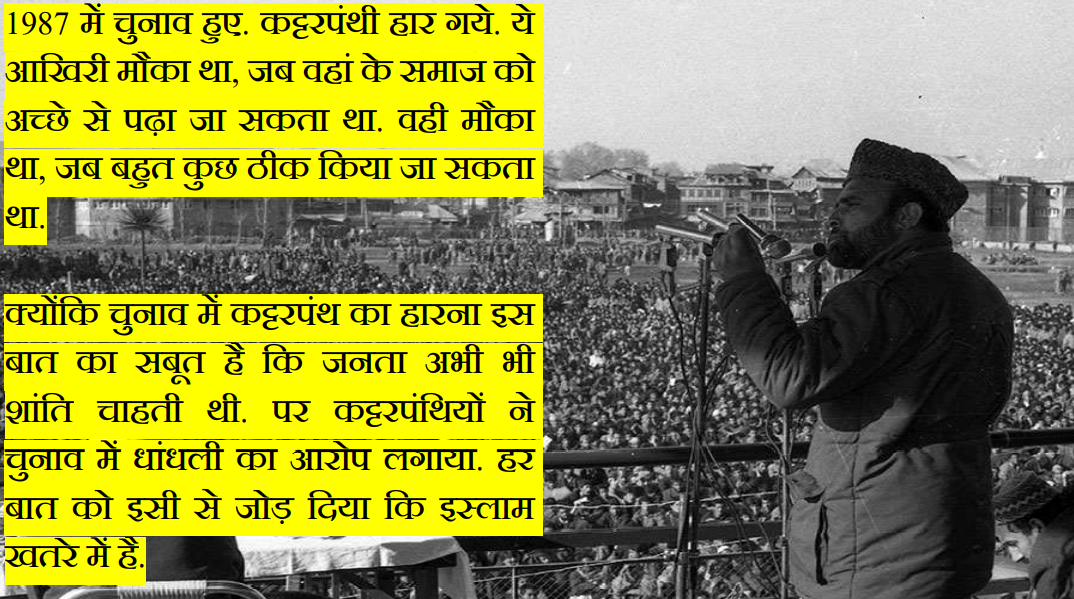 1987 में चुनाव हुए. कट्टरपंथी हार गये. ये
आखिरी मौका था, जब वहां के समाज को
अच्छे से पढ़ा जा सकता था. वही मौका
था, जब बहुत कुछ ठीक किया जा सकता
था.
क्योंकि चुनाव में कट्टरपंथ का हारना इस
बात का सबूत है कि जनता अभी भी
शांति चाहती थी. पर कट्टरपंथियों ने
चुनाव में धांधली का आरोप लगाया. हर
बात को इसी से जोड़ दिया कि इस्लाम
खतरे में है.